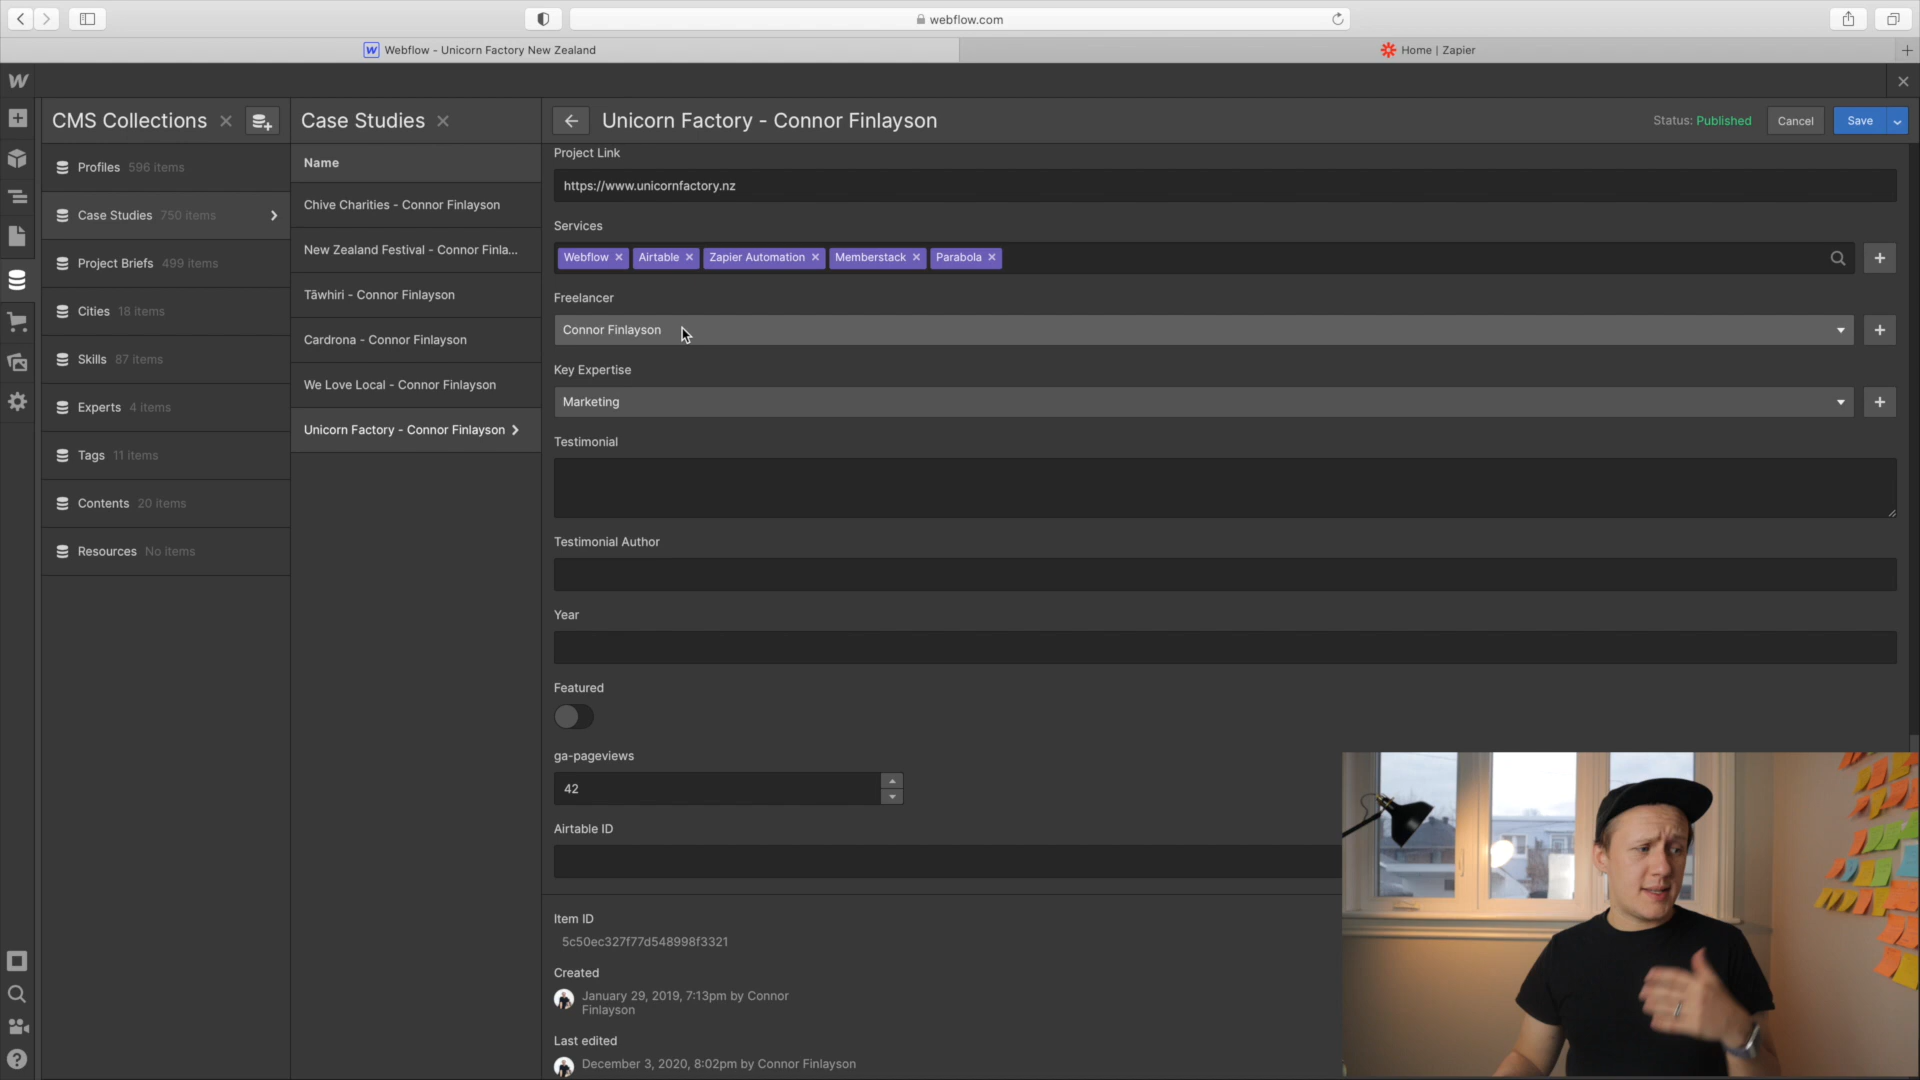 webflow.com
Webflow - Unicorn Factory New Zealand
Home | Zapier
CMS Collections
Case Studies
Unicorn Factory - Connor Finlayson
Status: Published
Cancel
Save
Profiles 596 items
Case Studies 750 items
Project Briefs 499 items
Cities 18 items
Skills 87 items
Experts 4 items
Tags 11 items
Contents 20 items
Resources No items
Name
Chive Charities - Connor Finlayson
New Zealand Festival - Connor Finla...
Tāwhiri - Connor Finlayson
Cardrona - Connor Finlayson
We Love Local - Connor Finlayson
Unicorn Factory - Connor Finlayson
Project Link
https://www.unicornfactory.nz
Services
Webflow Airtable Zapier Automation Memberstack Parabola
Freelancer
Connor Finlayson
Key Expertise
Marketing
Testimonial
Testimonial Author
Year
Featured
ga-pageviews
42
Airtable ID
Item ID
5c50ec327f77d548998f3321
Created
January 29, 2019, 7:13pm by Connor
Finlayson
Last edited
December 3, 2020, 8:02pm by Connor Finlayson